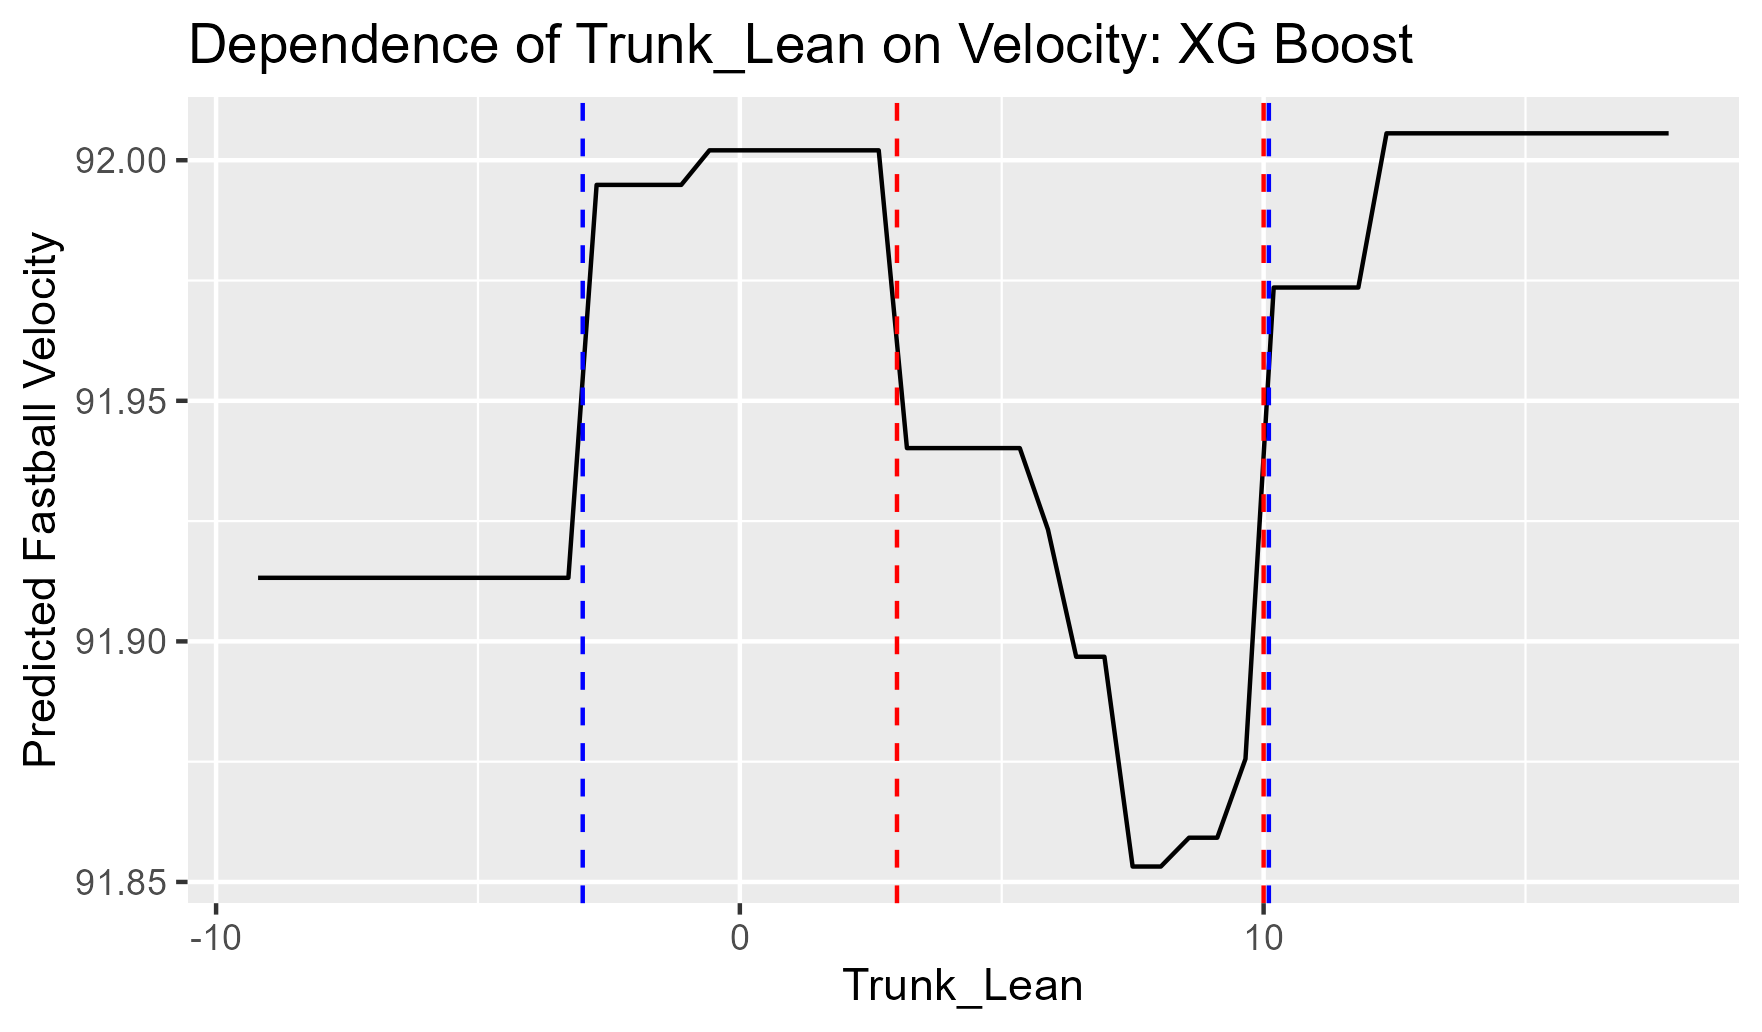 Dependence of Trunk_Lean on Velocity: XG Boost
Predicted Fastball Velocity
92.00
91.95
91.90
91.85
-10
0
10
Trunk_Lean